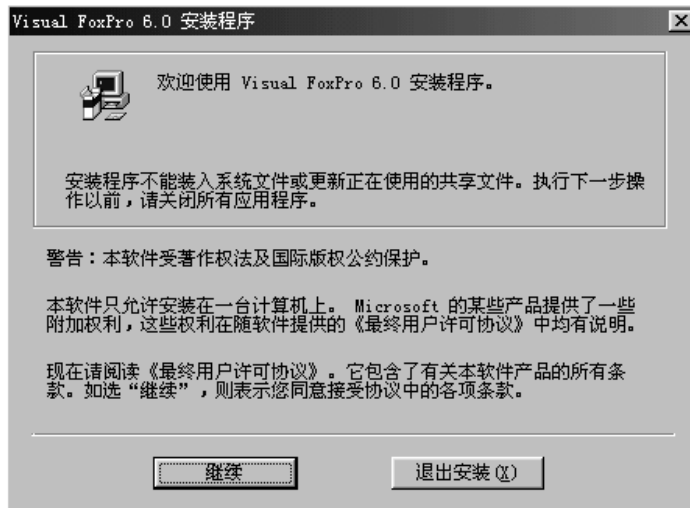 Visual FoxPro 6.0 安装程序
欢迎使用 Visual FoxPro 6.0 安装程序。
安装程序不能装入系统文件或更新正在使用的共享文件。执行下一步操
作以前，请关闭所有应用程序。
警告：本软件受著作权法及国际版权公约保护。
本软件只允许安装在一台计算机上。 Microsoft 的某些产品提供了一些
附加权利，这些权利在随软件提供的《最终用户许可协议》中均有说明。
现在请阅读《最终用户许可协议》。它包含了有关本软件产品的所有条
款。如选“继续”，则表示您同意接受协议中的各项条款。
继续
退出安装(X)